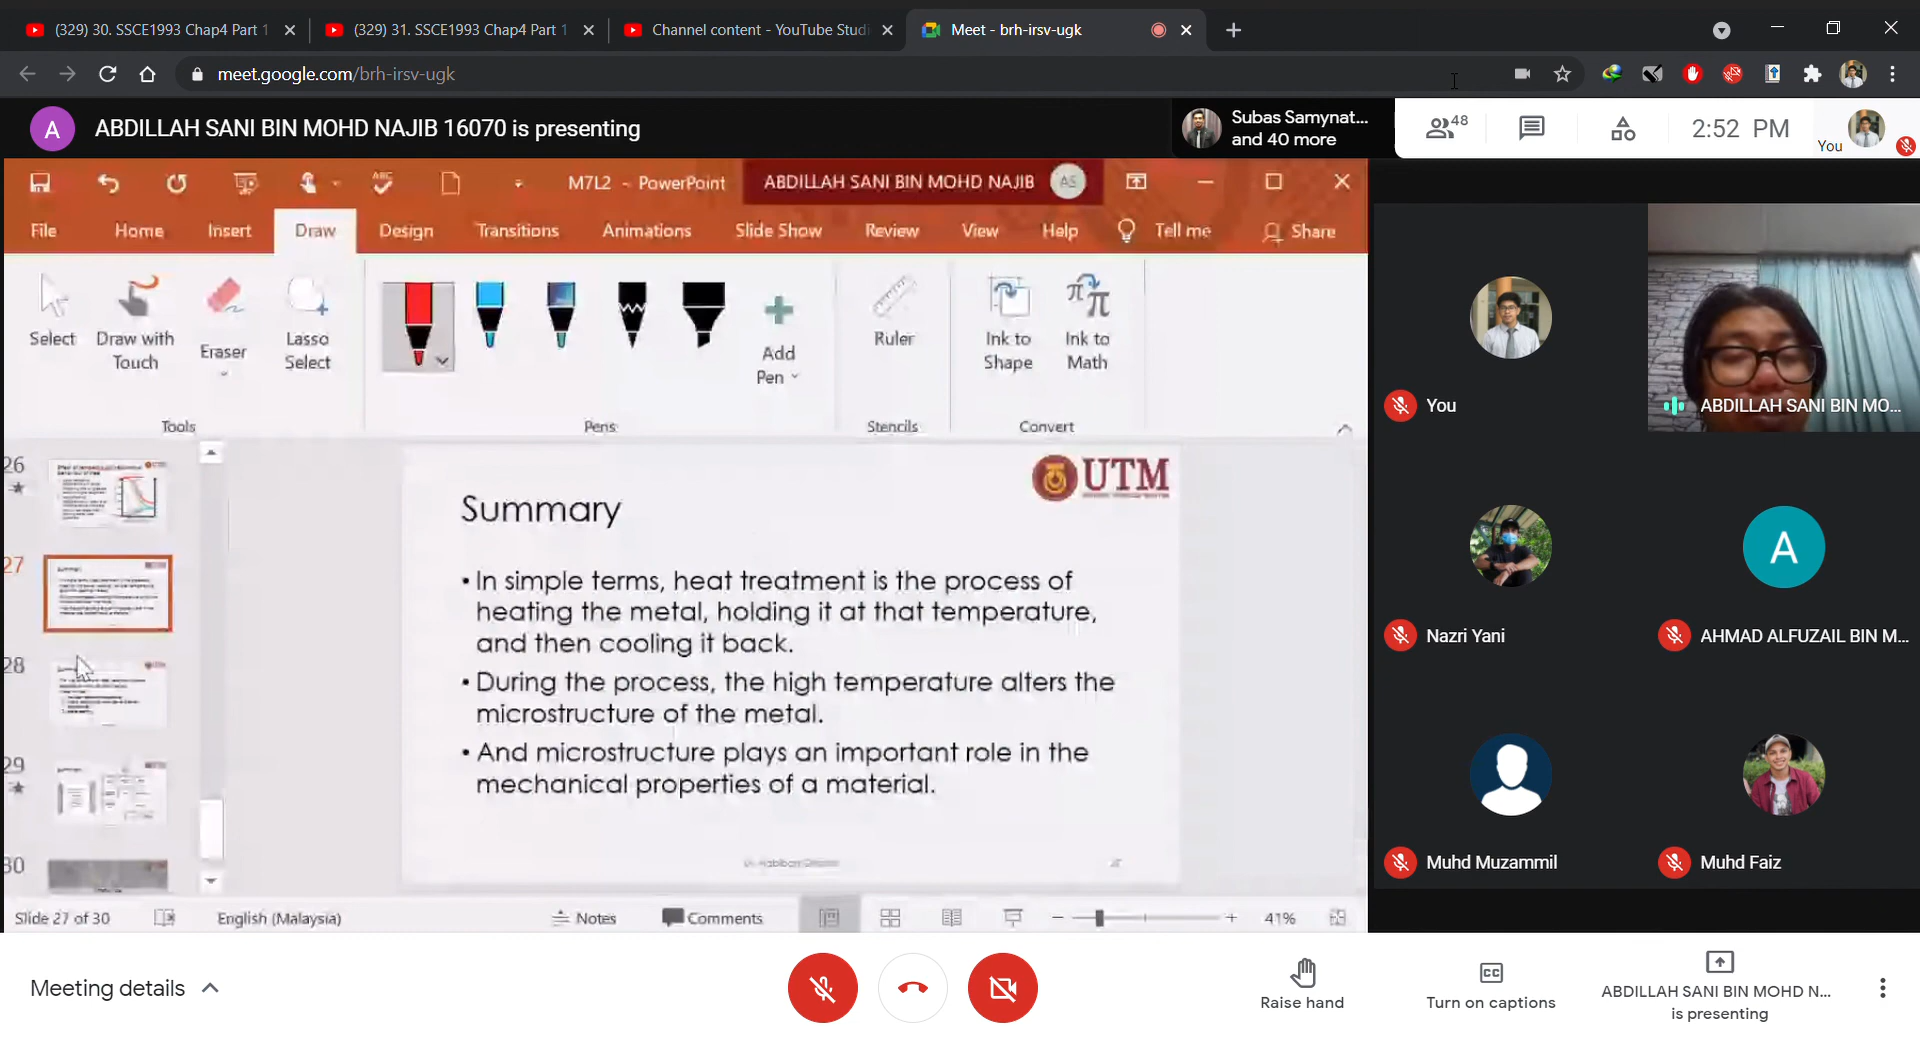 (329) 30. SSCE1993 Chap4 Part 1
(329) 31. SSCE1993 Chap4 Part 1
Channel content - YouTube Studi
Meet - brh-irsv-ugk
meet.google.com/brh-irsv-ugk
A
ABDILLAH SANI BIN MOHD NAJIB 16070 is presenting
Subas Samynat...
and 40 more
48
2:52 PM
You
ABC
M7L2 - PowerPoint
ABDILLAH SANI BIN MOHD NAJIB
AS
File
Home
Insert
Draw
Design
Transitions
Animations
Slide Show
Review
View
Help
Tell me
Share
Select
Draw with
Touch
Eraser
Lasso
Select
Add
Pen
Ruler
Ink to
Shape
Ink to
Math
Tools
Pens
Stencils
Convert
26
27
28
29
30
UTM
Summary
• In simple terms, heat treatment is the process of
heating the metal, holding it at that temperature,
and then cooling it back.
• During the process, the high temperature alters the
microstructure of the metal.
• And microstructure plays an important role in the
mechanical properties of a material.
Slide 27 of 30
English (Malaysia)
Notes
Comments
41%
You
ABDILLAH SANI BIN MO...
Nazri Yani
A
AHMAD ALFUZAIL BIN M...
Muhd Muzammil
Muhd Faiz
Meeting details
Raise hand
CC
Turn on captions
ABDILLAH SANI BIN MOHD N...
is presenting